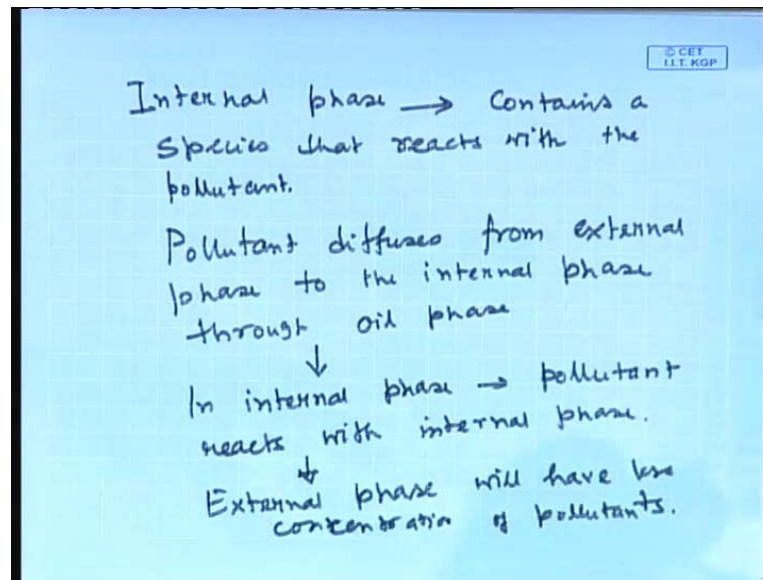 © CET
I.I.T. KGP
Internal phase → Contains a
species that reacts with the
pollutant.
Pollutant diffuses from external
phase to the internal phase
through oil phase
↓
In internal phase → pollutant
reacts with internal phase.
↓
External phase will have less
concentration of pollutants.